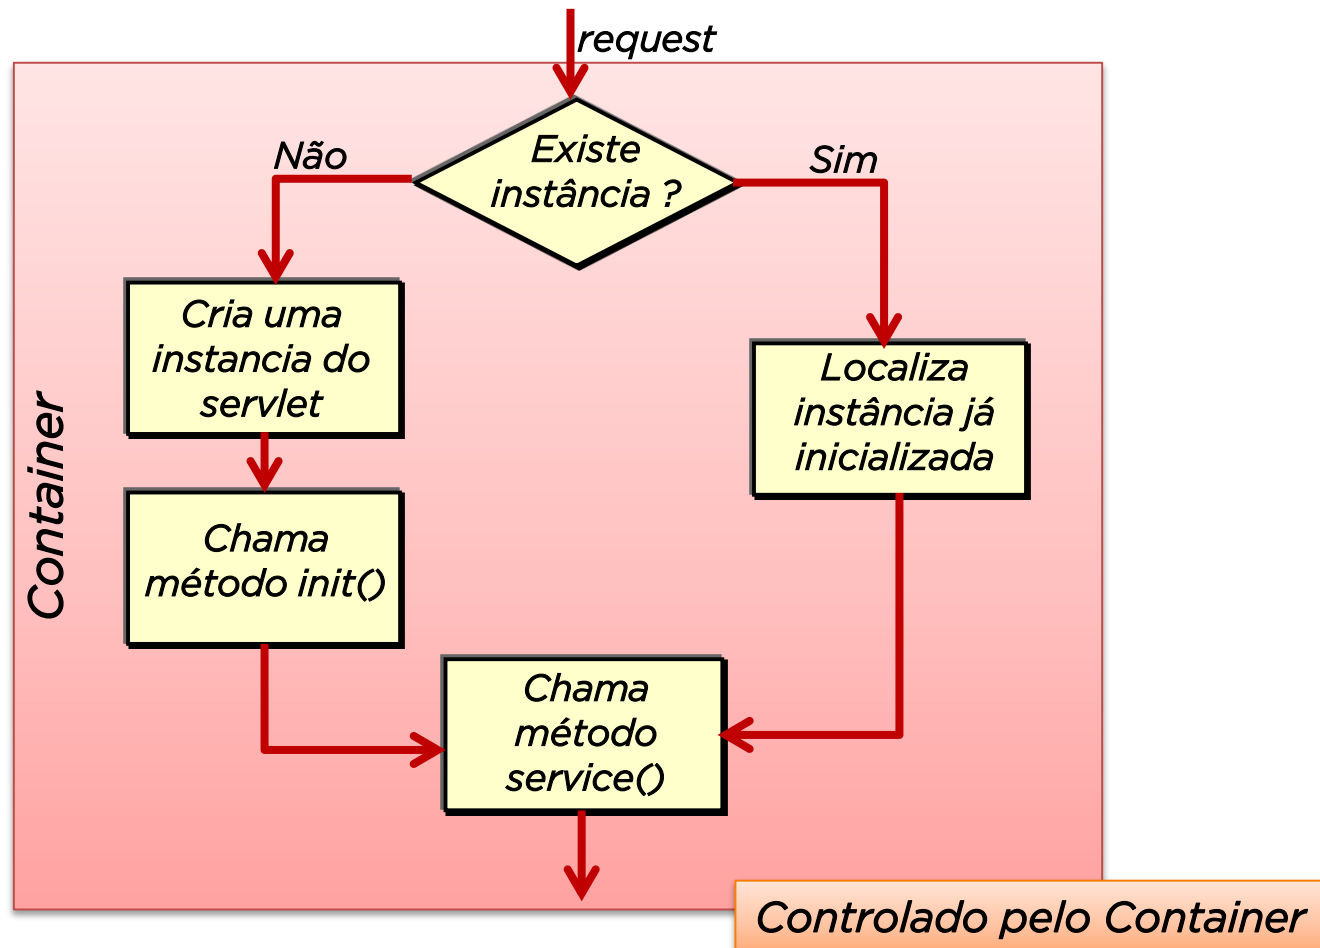 request
Existe
instância ?
Não
Sim
Cria uma
instancia do
servlet
Localiza
instância já
inicializada
Container
Chama
método init()
Chama
método
service()
Controlado pelo Container